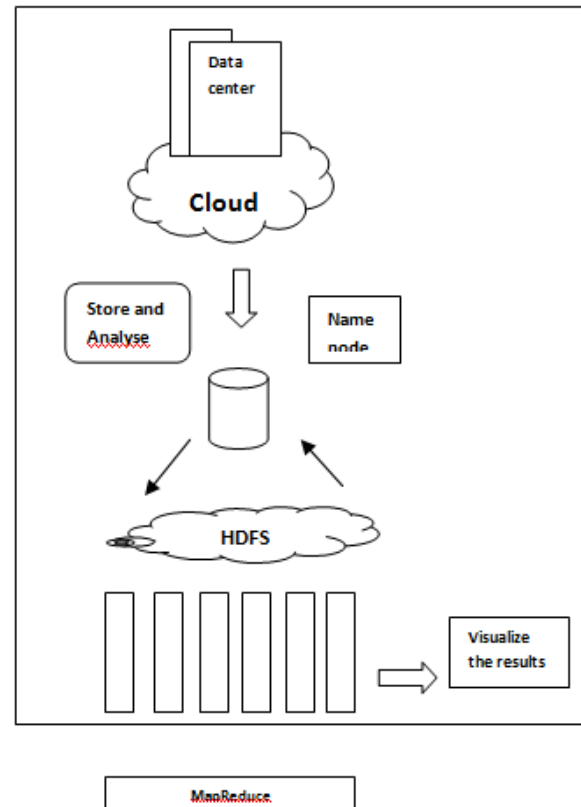 Data
center
Cloud
Store and
Analyse
Name
node
HDFS
Visualize
the results
MapReduce